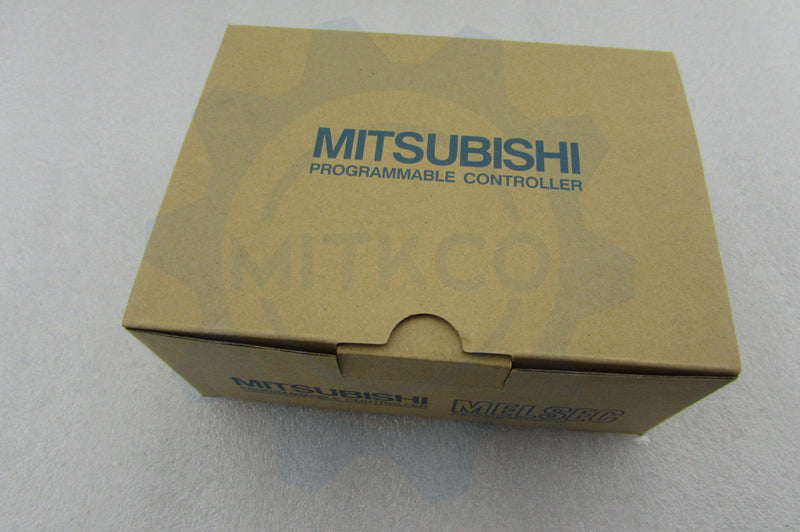 MITSUBISHI
PROGRAMMABLE CONTROLLER
MITKCO
MITSUBISHI
PROGRAMMABLE CONTROLLER
MELSEC